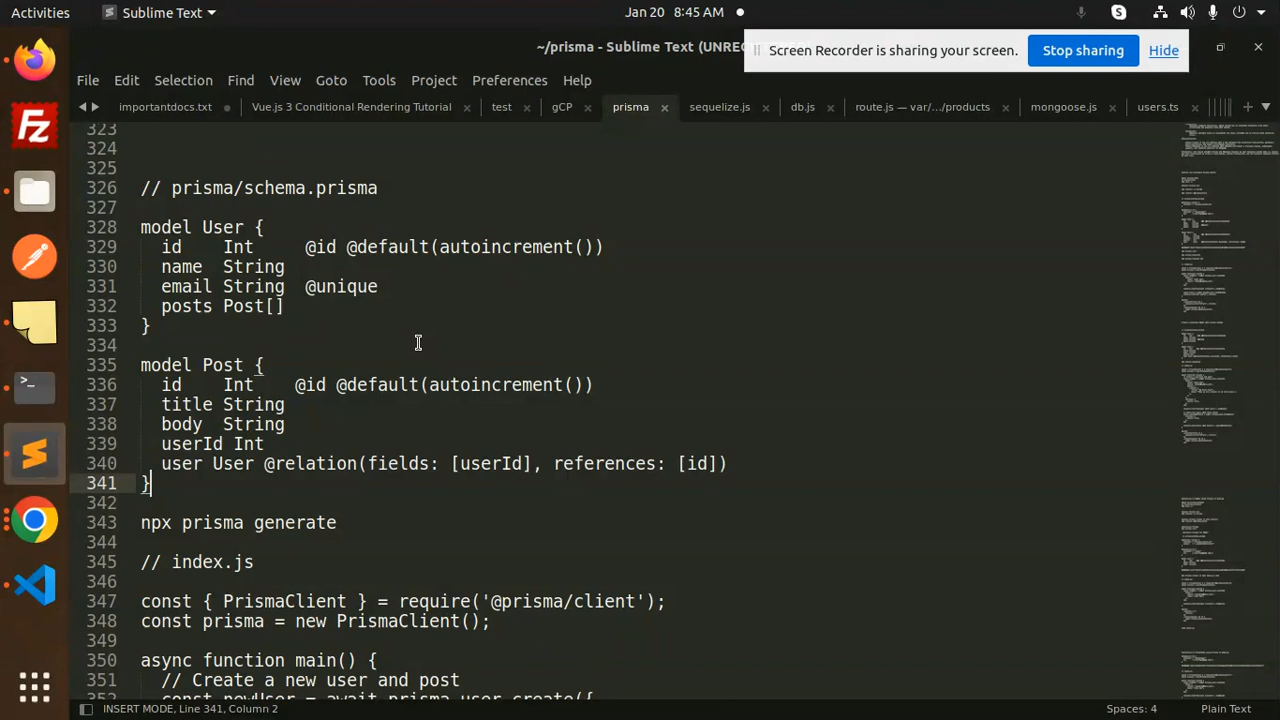 Activities
Sublime Text
Jan 20 8:45 AM
~/prisma - Sublime Text (UNREG
Screen Recorder is sharing your screen.
Stop sharing
Hide
File Edit Selection Find View Goto Tools Project Preferences Help
importantdocs.txt
Vue.js 3 Conditional Rendering Tutorial
test
gCP
prisma
sequelize.js
db.js
route.js — var/.../products
mongoose.js
users.ts
323
324
325
326 // prisma/schema.prisma
327
328 model User {
329 id Int @id @default(autoincrement())
330 name String
331 email String @unique
332 posts Post[]
333 }
334
335 model Post {
336 id Int @id @default(autoincrement())
337 title String
338 body String
339 userId Int
340 user User @relation(fields: [userId], references: [id])
341 }
342
343 npx prisma generate
344
345 // index.js
346
347 const { PrismaClient } = require('@prisma/client');
348 const prisma = new PrismaClient();
349
350 async function main() {
351 // Create a new user and post
352 const newUser = await prisma.user.create({
INSERT MODE, Line 341, Column 2
Spaces: 4
Plain Text